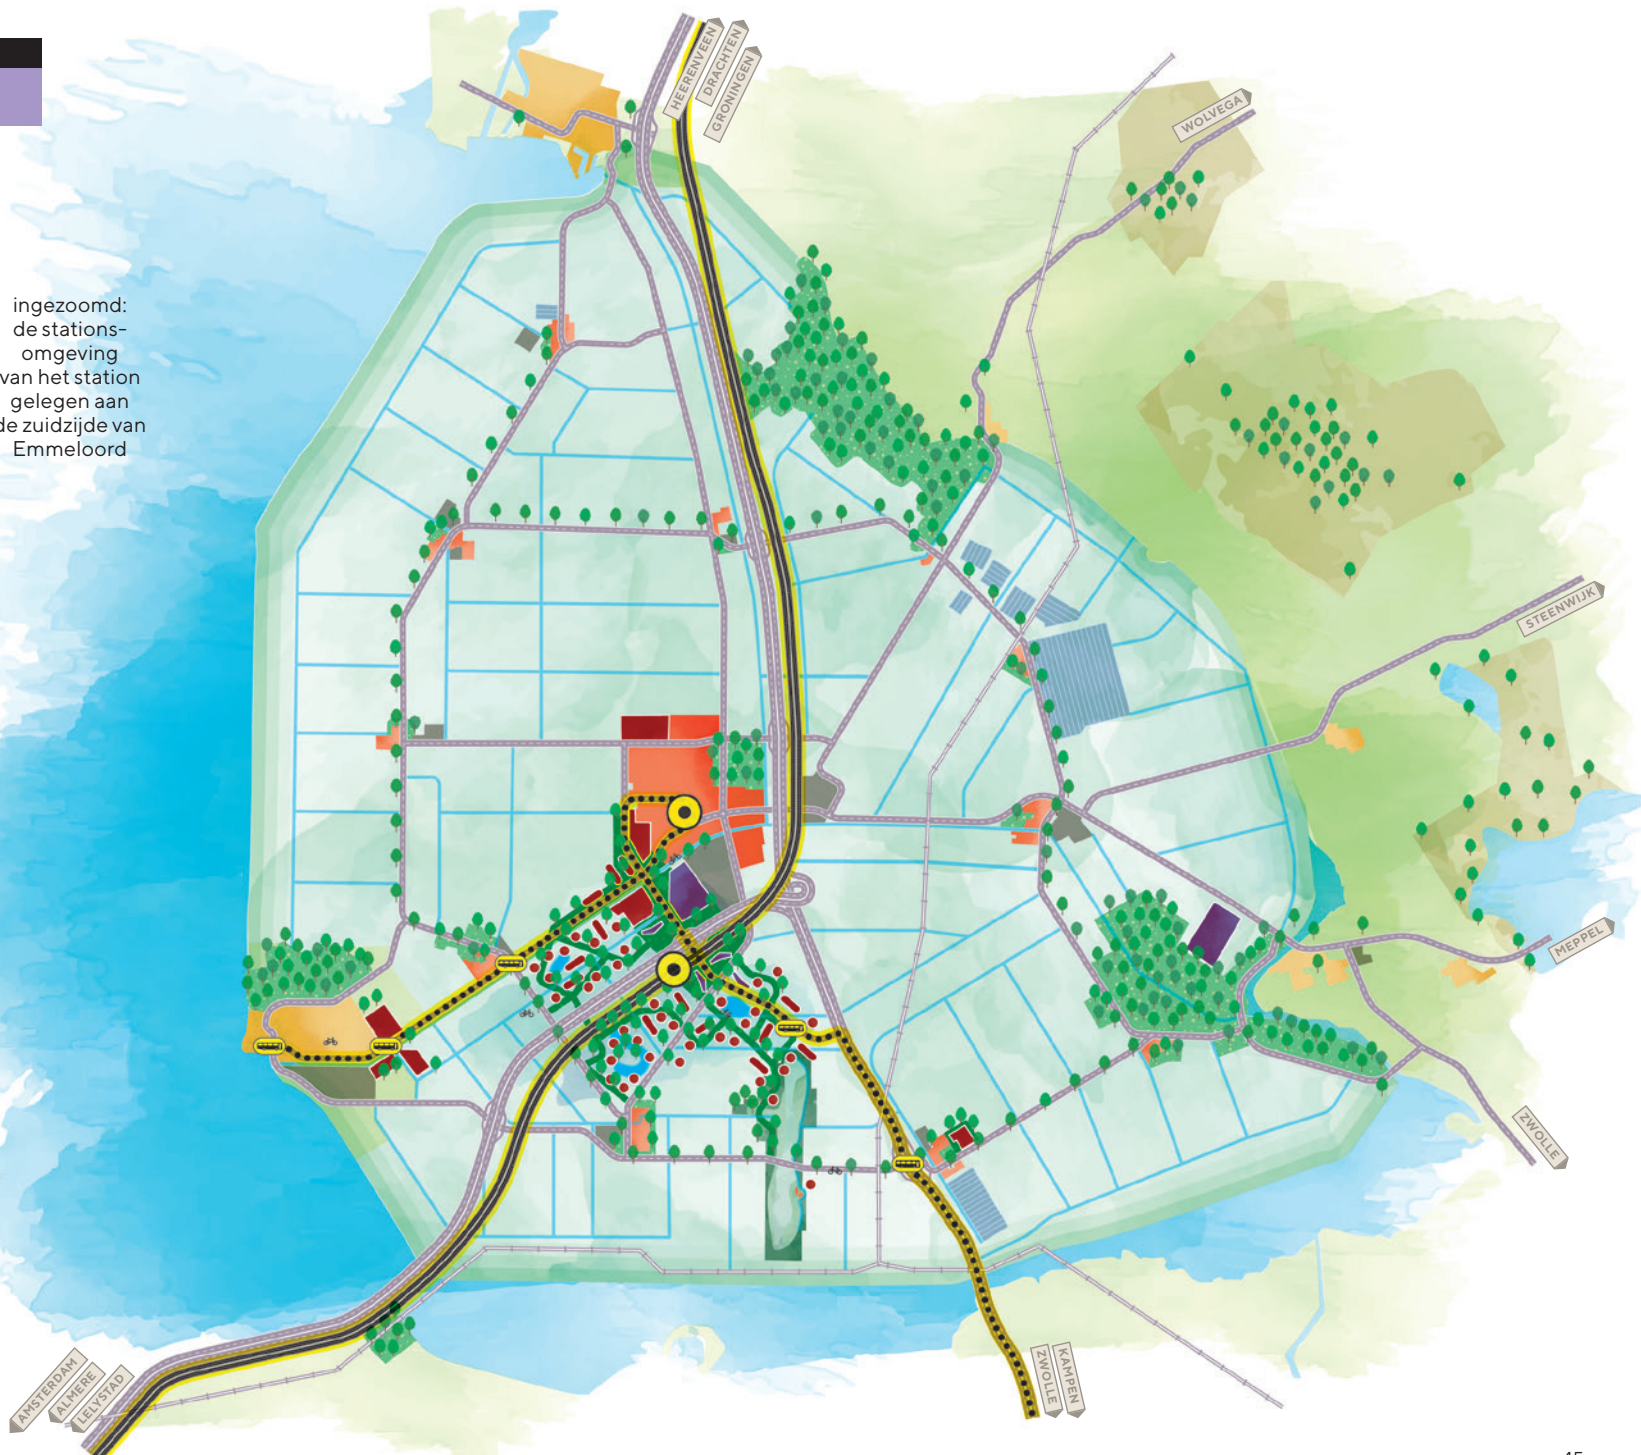 HEERENVEEN
DRACHTEN
GRONINGEN
WOLVEGA
ingezoomd:
de stations-
omgeving
van het station
gelegen aan
de zuidzijde van
Emmeloord
STEENWIJK
MEPPEL
ZWOLLE
AMSTERDAM
ALMERE
LELYSTAD
ZWOLLE
KAMPEN